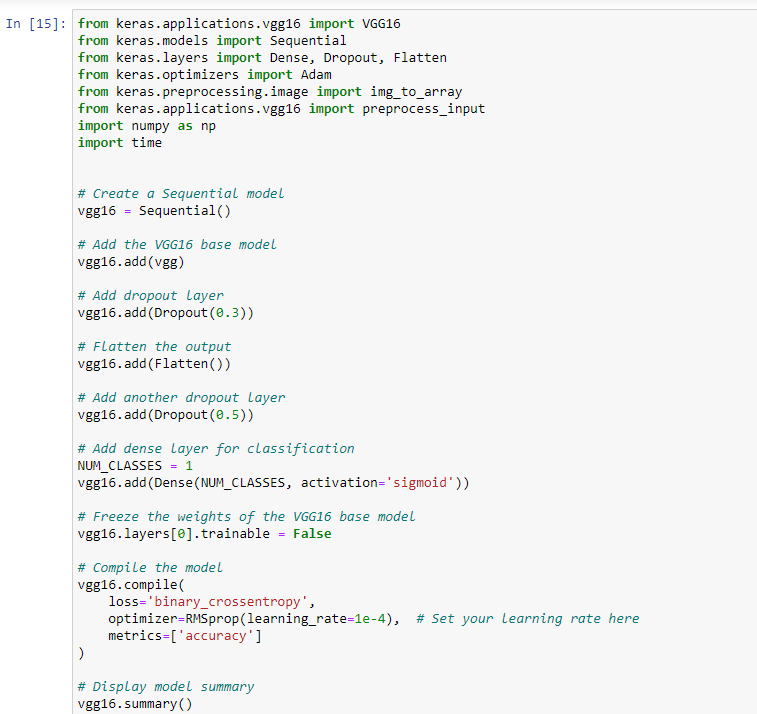 In [15]: from keras.applications.vgg16 import VGG16
from keras.models import Sequential
from keras.layers import Dense, Dropout, Flatten
from keras.optimizers import Adam
from keras.preprocessing.image import img_to_array
from keras.applications.vgg16 import preprocess_input
import numpy as np
import time
# Create a Sequential model
vgg16 = Sequential()
# Add the VGG16 base model
vgg16.add(vgg)
# Add dropout layer
vgg16.add(Dropout(0.3))
# Flatten the output
vgg16.add(Flatten())
# Add another dropout layer
vgg16.add(Dropout(0.5))
# Add dense layer for classification
NUM_CLASSES = 1
vgg16.add(Dense(NUM_CLASSES, activation='sigmoid'))
# Freeze the weights of the VGG16 base model
vgg16.layers[0].trainable = False
# Compile the model
vgg16.compile(
    loss='binary_crossentropy',
    optimizer=RMSprop(learning_rate=1e-4),  # Set your learning rate here
    metrics=['accuracy']
)
# Display model summary
vgg16.summary()